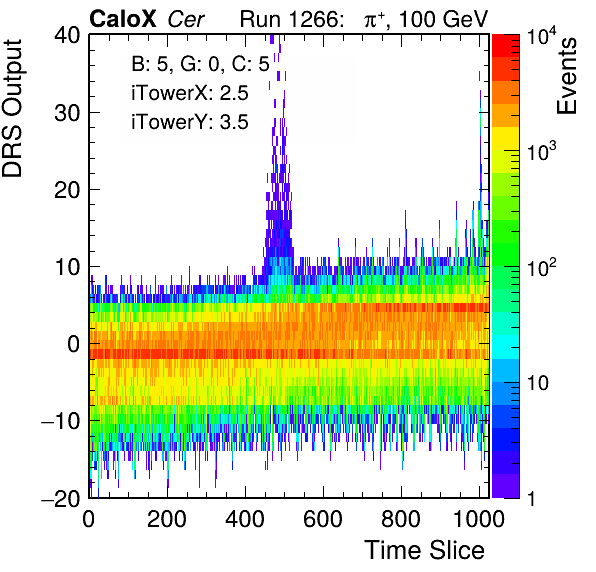 CaloX Cer Run 1266: π⁺, 100 GeV
B: 5, G: 0, C: 5
iTowerX: 2.5
iTowerY: 3.5
DRS Output
40
30
20
10
0
−10
−20
0 200 400 600 800 1000
Time Slice
Events
10⁴
10³
10²
10
1